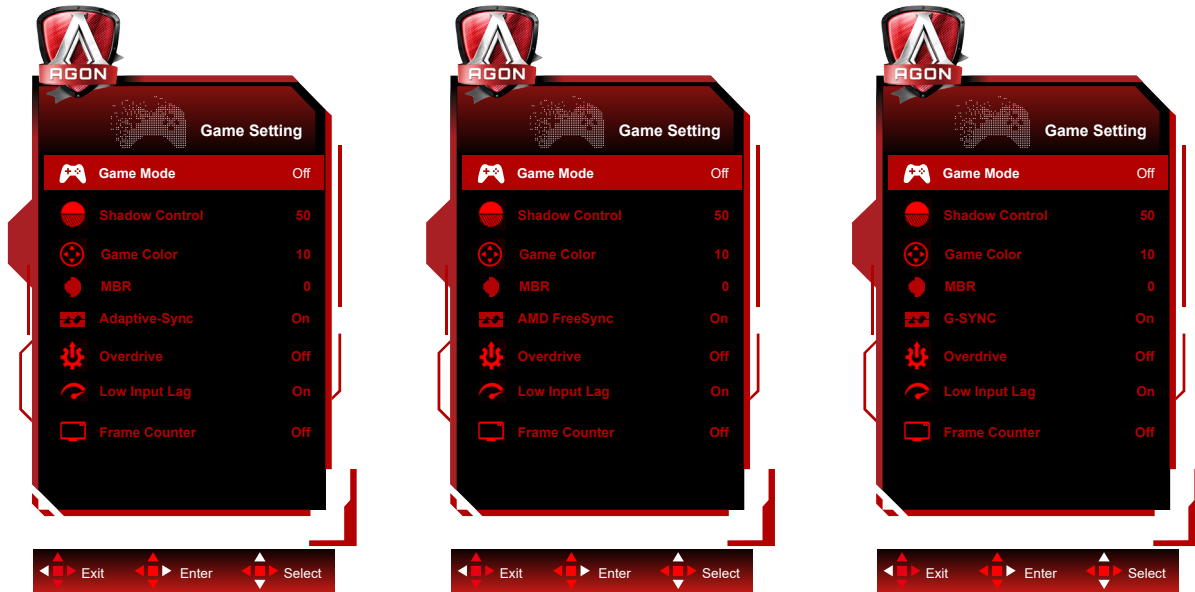 AGON
Game Setting
Game Mode Off
Shadow Control 50
Game Color 10
MBR 0
Adaptive-Sync On
Overdrive Off
Low Input Lag On
Frame Counter Off
Exit Enter Select
AGON
Game Setting
Game Mode Off
Shadow Control 50
Game Color 10
MBR 0
AMD FreeSync On
Overdrive Off
Low Input Lag On
Frame Counter Off
Exit Enter Select
AGON
Game Setting
Game Mode Off
Shadow Control 50
Game Color 10
MBR 0
G-SYNC On
Overdrive Off
Low Input Lag On
Frame Counter Off
Exit Enter Select